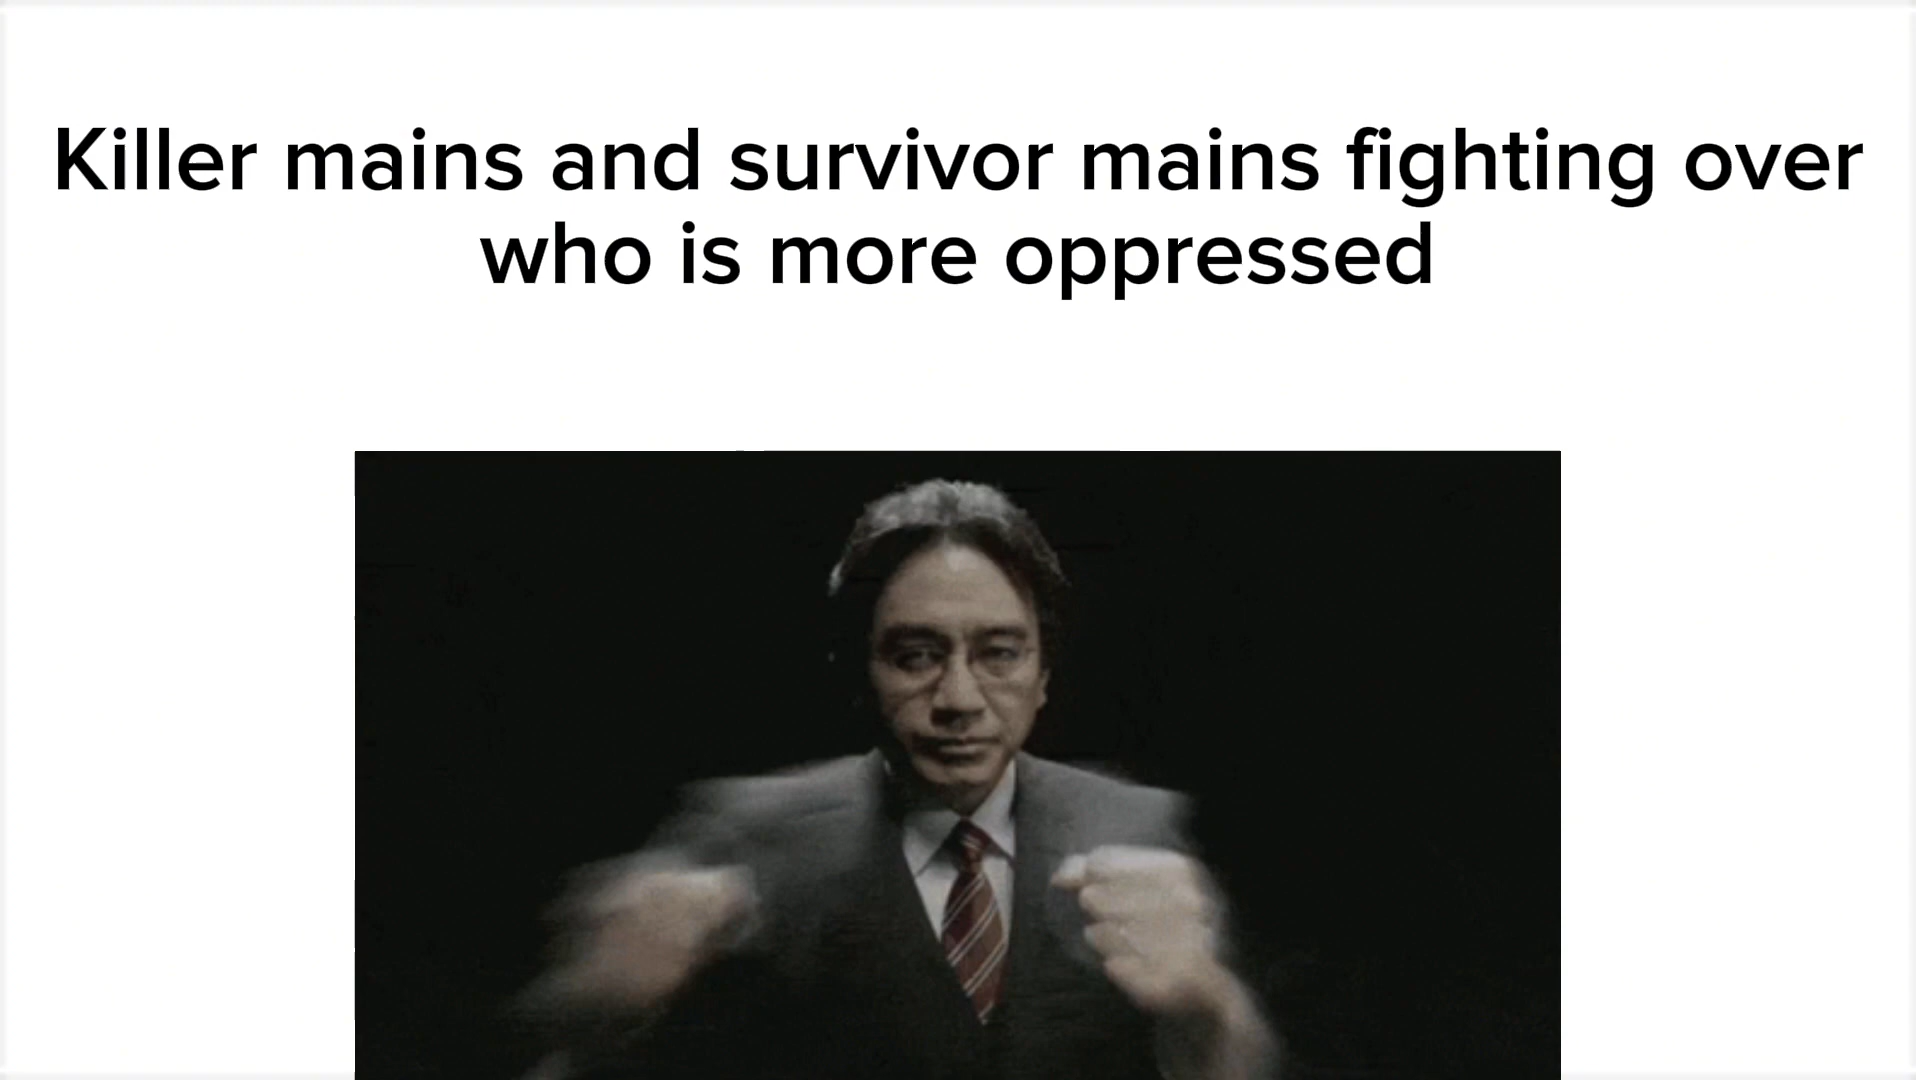 Killer mains and survivor mains fighting over
who is more oppressed